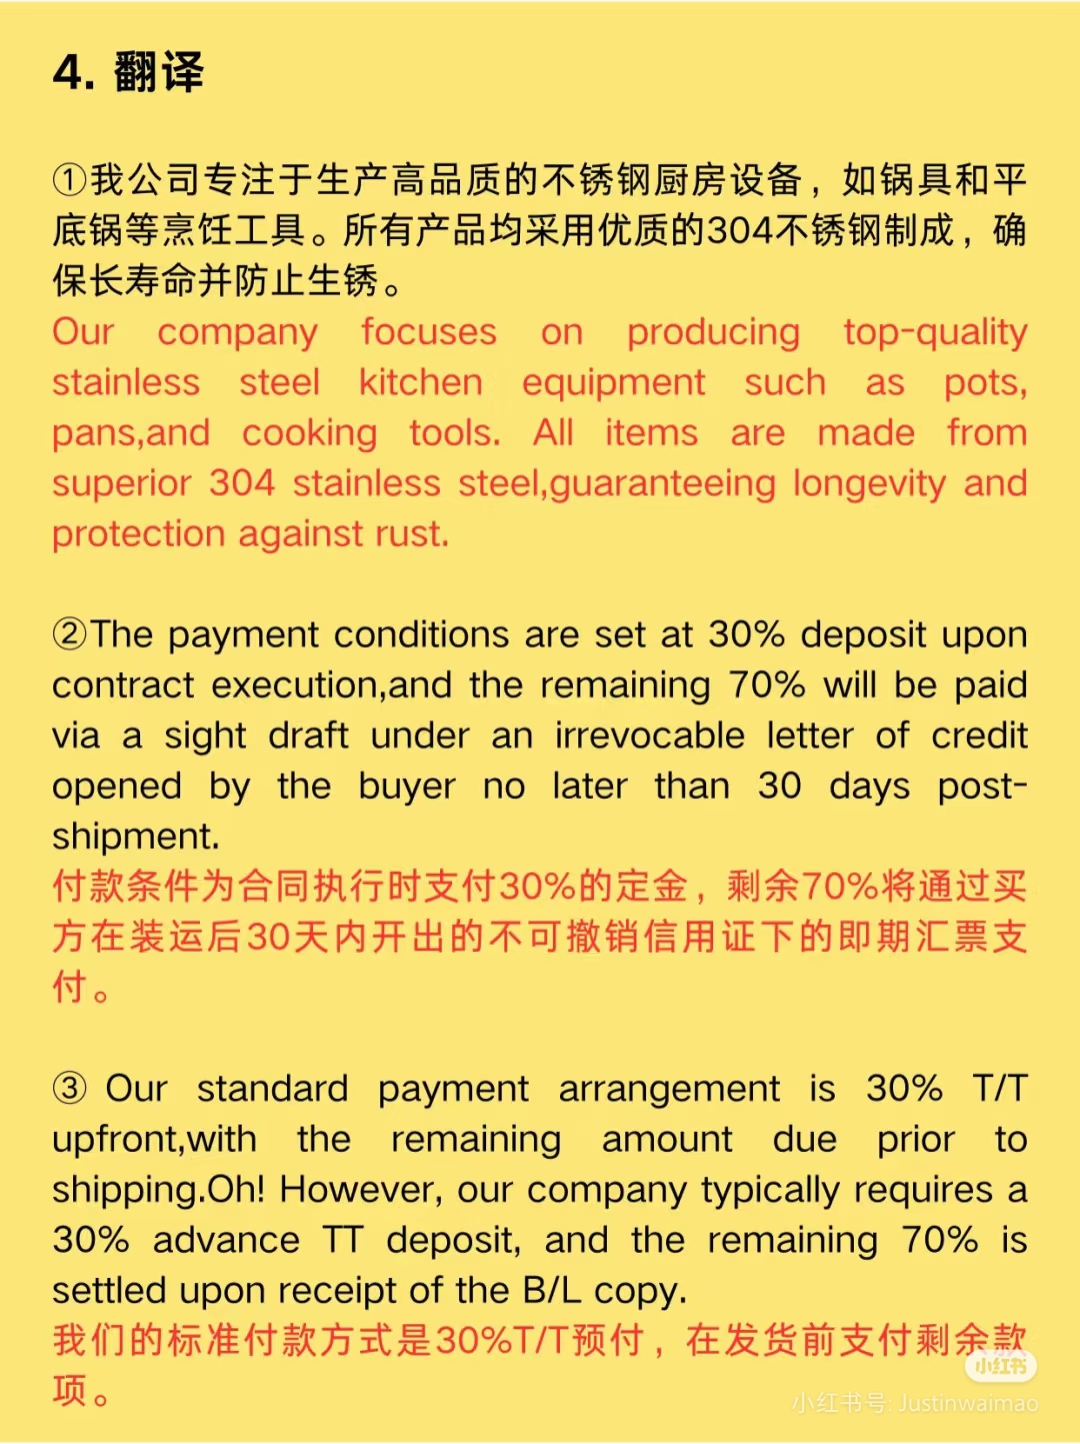 4. 翻译
①我公司专注于生产高品质的不锈钢厨房设备，如锅具和平
底锅等烹饪工具。所有产品均采用优质的304不锈钢制成，确
保长寿命并防止生锈。
Our company focuses on producing top-quality
stainless steel kitchen equipment such as pots,
pans,and cooking tools. All items are made from
superior 304 stainless steel,guaranteeing longevity and
protection against rust.
②The payment conditions are set at 30% deposit upon
contract execution,and the remaining 70% will be paid
via a sight draft under an irrevocable letter of credit
opened by the buyer no later than 30 days post-
shipment.
付款条件为合同执行时支付30%的定金，剩余70%将通过买
方在装运后30天内开出的不可撤销信用证下的即期汇票支
付。
③ Our standard payment arrangement is 30% T/T
upfront,with the remaining amount due prior to
shipping.Oh! However, our company typically requires a
30% advance TT deposit, and the remaining 70% is
settled upon receipt of the B/L copy.
我们的标准付款方式是30%T/T预付，在发货前支付剩余款
项。
小红书
小红书号: Justinwaimao